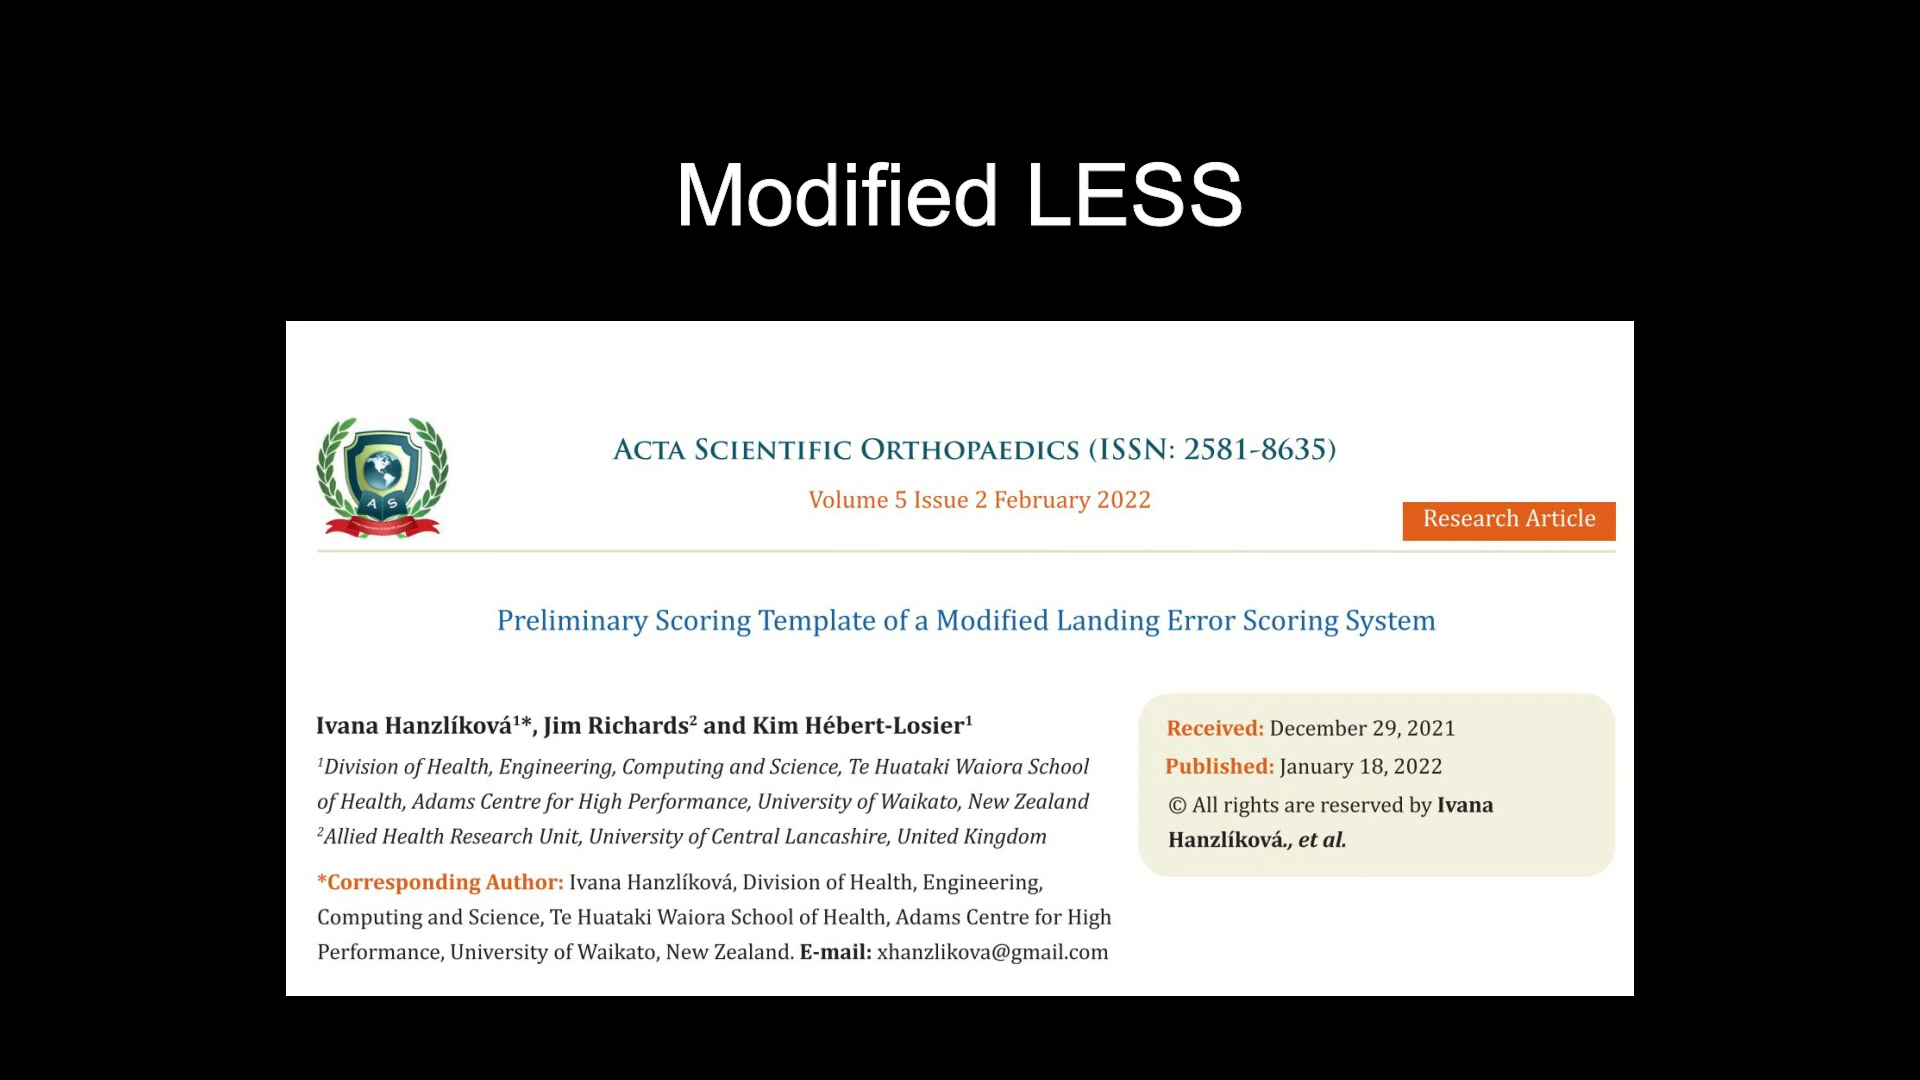 Modified LESS
A S
ACTA SCIENTIFIC ORTHOPAEDICS (ISSN: 2581-8635)
Volume 5 Issue 2 February 2022
Research Article
Preliminary Scoring Template of a Modified Landing Error Scoring System
Ivana Hanzlíková¹*, Jim Richards² and Kim Hébert-Losier¹
¹Division of Health, Engineering, Computing and Science, Te Huataki Waiora School
of Health, Adams Centre for High Performance, University of Waikato, New Zealand
²Allied Health Research Unit, University of Central Lancashire, United Kingdom
*Corresponding Author: Ivana Hanzlíková, Division of Health, Engineering,
Computing and Science, Te Huataki Waiora School of Health, Adams Centre for High
Performance, University of Waikato, New Zealand. E-mail: xhanzlikova@gmail.com
Received: December 29, 2021
Published: January 18, 2022
© All rights are reserved by Ivana
Hanzlíková., et al.